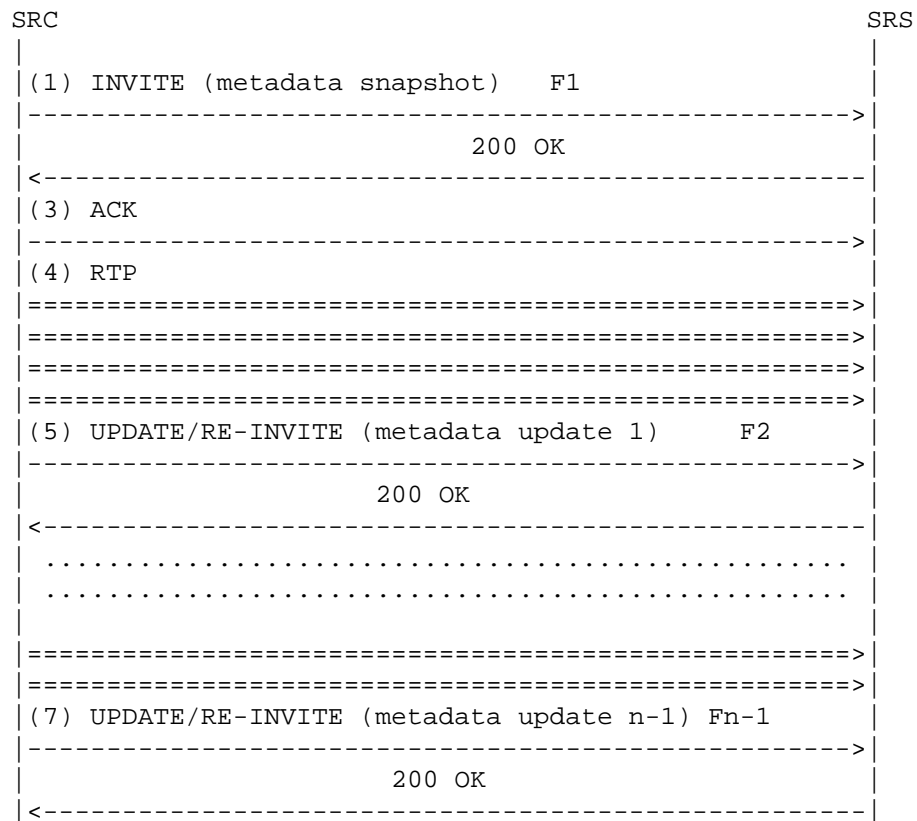 SRC SRS
(1) INVITE (metadata snapshot) F1
200 OK
(3) ACK
(4) RTP
(5) UPDATE/RE-INVITE (metadata update 1) F2
200 OK
....................................................
....................................................
(7) UPDATE/RE-INVITE (metadata update n-1) Fn-1
200 OK